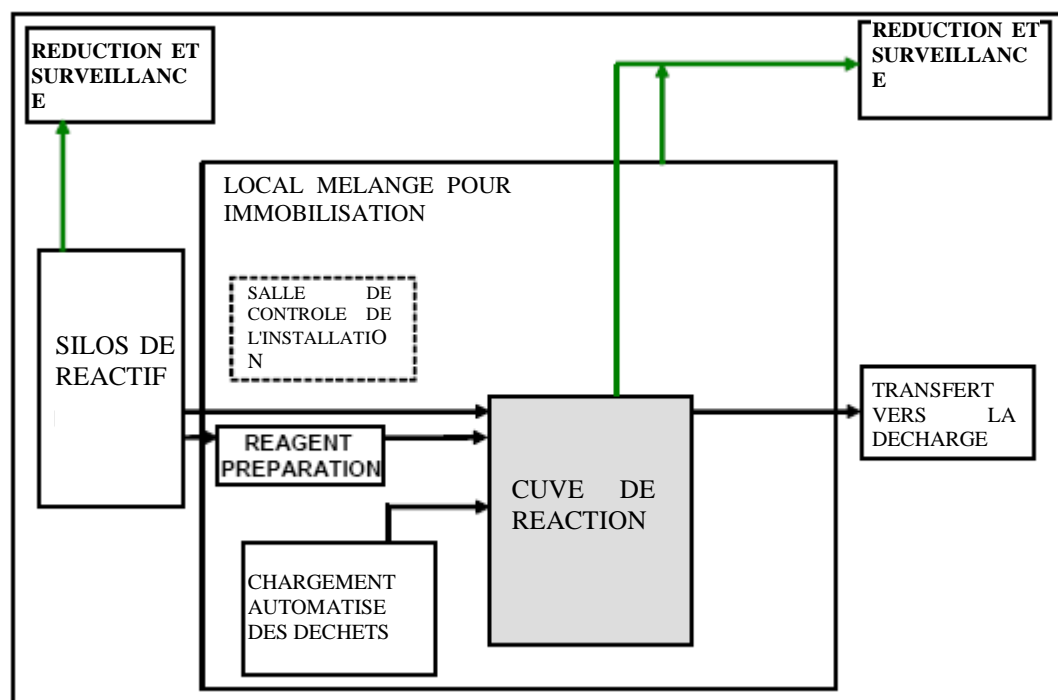 REDUCTION ET
SURVEILLANC
E
REDUCTION ET
SURVEILLANC
E
LOCAL MELANGE POUR
IMMOBILISATION
SALLE DE
CONTROLE DE
L'INSTALLATIO
N
SILOS DE
REACTIF
REAGENT
PREPARATION
CUVE DE
REACTION
TRANSFERT
VERS LA
DECHARGE
CHARGEMENT
AUTOMATISE
DES DECHETS